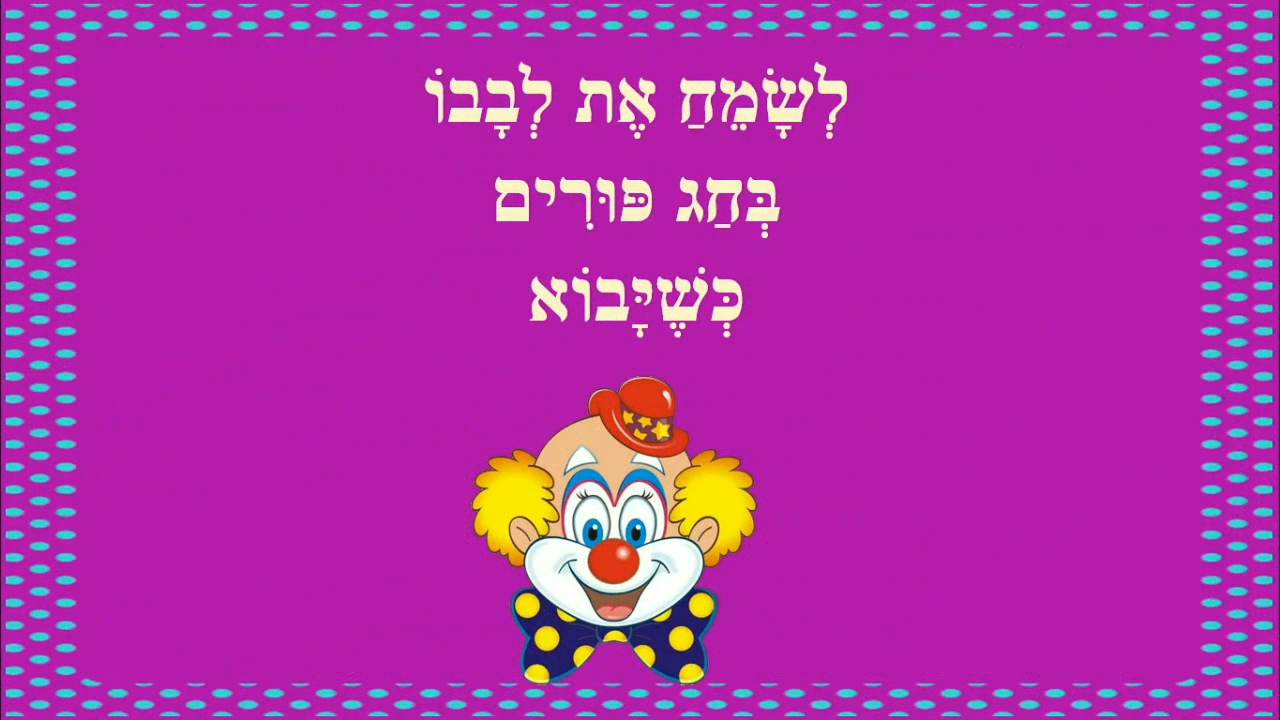 לְשָׂמֵחַ אֶת לְבָבוֹ
בְּחַג פּוּרִים
כְּשֶׁיָּבוֹא